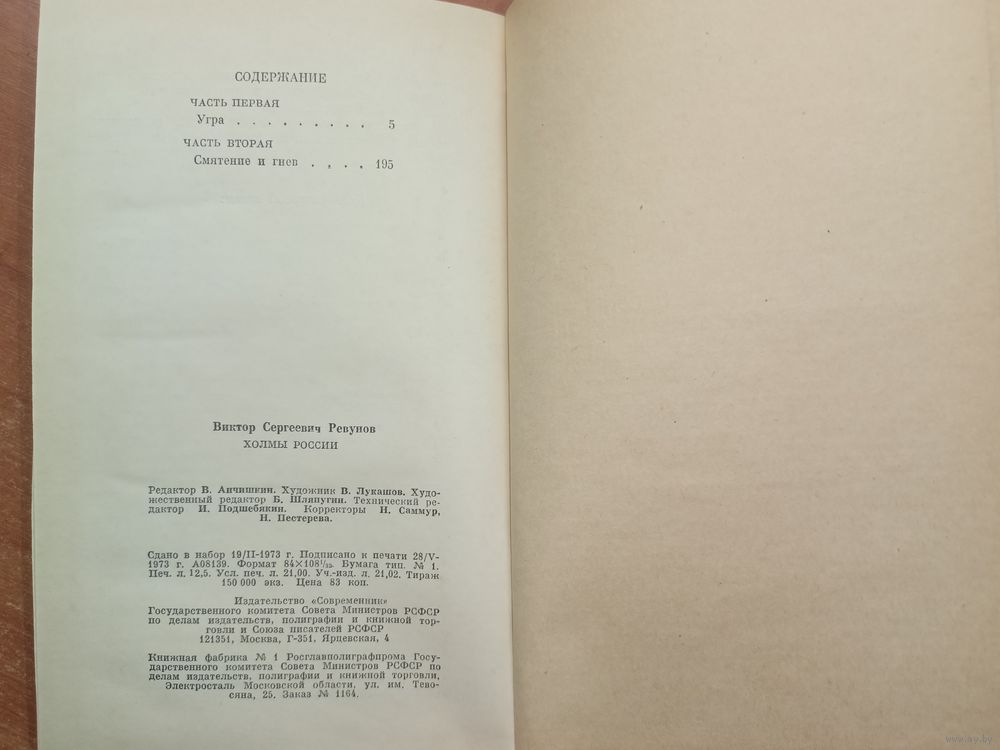 СОДЕРЖАНИЕ
ЧАСТЬ ПЕРВАЯ
Угра . . . . . . . . . 5
ЧАСТЬ ВТОРАЯ
Смятение и гнев . . . . 195
Виктор Сергеевич Ревунов
ХОЛМЫ РОССИИ
Редактор В. Анчишкин. Художник В. Лукашов. Худо-
жественный редактор Б. Шляпугин. Технический ре-
дактор И. Подшебякин. Корректоры Н. Саммур,
Н. Пестерева.
Сдано в набор 19/II-1973 г. Подписано к печати 28/V-
1973 г. А08139. Формат 84×108¹/₃₂. Бумага тип. № 1.
Печ. л. 12,5. Усл. печ. л. 21,00. Уч.-изд. л. 21,02. Тираж
150 000 экз. Цена 83 коп.
Издательство «Современник»
Государственного комитета Совета Министров РСФСР
по делам издательств, полиграфии и книжной тор-
говли и Союза писателей РСФСР
121351, Москва, Г-351, Ярцевская, 4
Книжная фабрика № 1 Росглавполиграфпрома Госу-
дарственного комитета Совета Министров РСФСР по
делам издательств, полиграфии и книжной торговли,
Электросталь Московской области, ул. им. Тево-
сяна, 25. Заказ № 1164.
www.ay.by